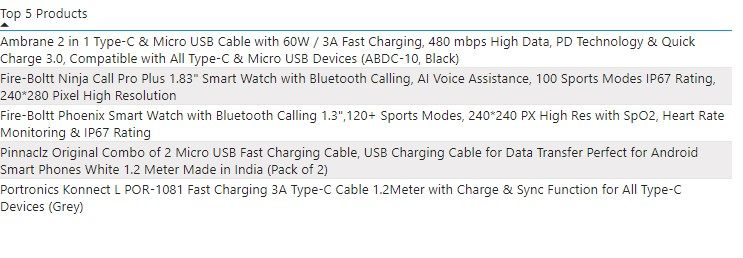 Top 5 Products
Ambrane 2 in 1 Type-C & Micro USB Cable with 60W / 3A Fast Charging, 480 mbps High Data, PD Technology & Quick
Charge 3.0, Compatible with All Type-C & Micro USB Devices (ABDC-10, Black)
Fire-Boltt Ninja Call Pro Plus 1.83" Smart Watch with Bluetooth Calling, AI Voice Assistance, 100 Sports Modes IP67 Rating,
240*280 Pixel High Resolution
Fire-Boltt Phoenix Smart Watch with Bluetooth Calling 1.3",120+ Sports Modes, 240*240 PX High Res with SpO2, Heart Rate
Monitoring & IP67 Rating
Pinnaclz Original Combo of 2 Micro USB Fast Charging Cable, USB Charging Cable for Data Transfer Perfect for Android
Smart Phones White 1.2 Meter Made in India (Pack of 2)
Portronics Konnect L POR-1081 Fast Charging 3A Type-C Cable 1.2Meter with Charge & Sync Function for All Type-C
Devices (Grey)